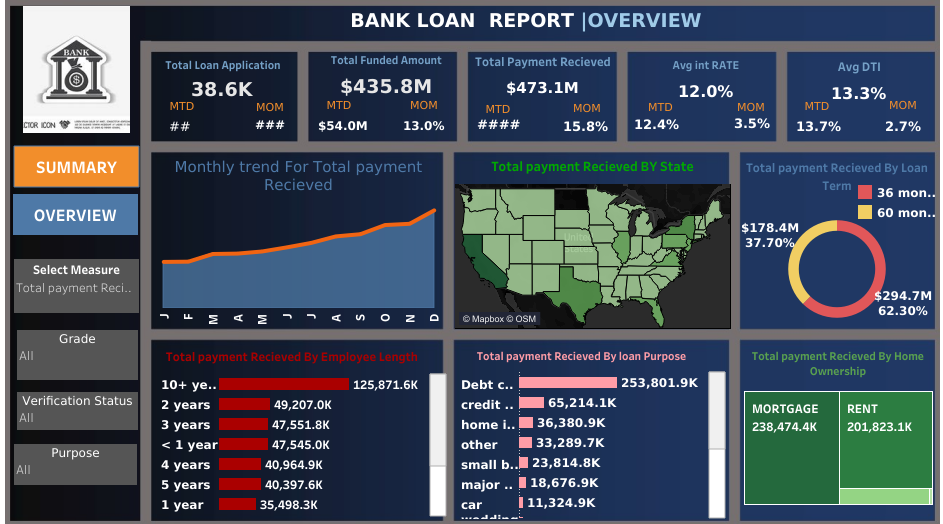 BANK LOAN  REPORT |OVERVIEW
BANK
$
CTOR ICON
Total Loan Application
38.6K
MTD MOM
## ###
Total Funded Amount
$435.8M
MTD MOM
$54.0M 13.0%
Total Payment Recieved
$473.1M
MTD MOM
#### 15.8%
Avg int RATE
12.0%
MTD MOM
12.4% 3.5%
Avg DTI
13.3%
MTD MOM
13.7% 2.7%
SUMMARY
OVERVIEW
Select Measure
Total payment Reci..
Grade
All
Verification Status
All
Purpose
All
Monthly trend For Total payment
Recieved
J F M A M J J A S O N D
Total payment Recieved BY State
United
© Mapbox © OSM
Total payment Recieved By Loan
Term
36 mon..
60 mon..
$178.4M
37.70%
$294.7M
62.30%
Total payment Recieved By Employee Length
10+ ye.. 125,871.6K
2 years 49,207.0K
3 years 47,551.8K
< 1 year 47,545.0K
4 years 40,964.9K
5 years 40,397.6K
1 year 35,498.3K
Total payment Recieved By loan Purpose
Debt c.. 253,801.9K
credit .. 65,214.1K
home i.. 36,380.9K
other 33,289.7K
small b.. 23,814.8K
major .. 18,676.9K
car 11,324.9K
wedding
Total payment Recieved By Home
Ownership
MORTGAGE
238,474.4K
RENT
201,823.1K